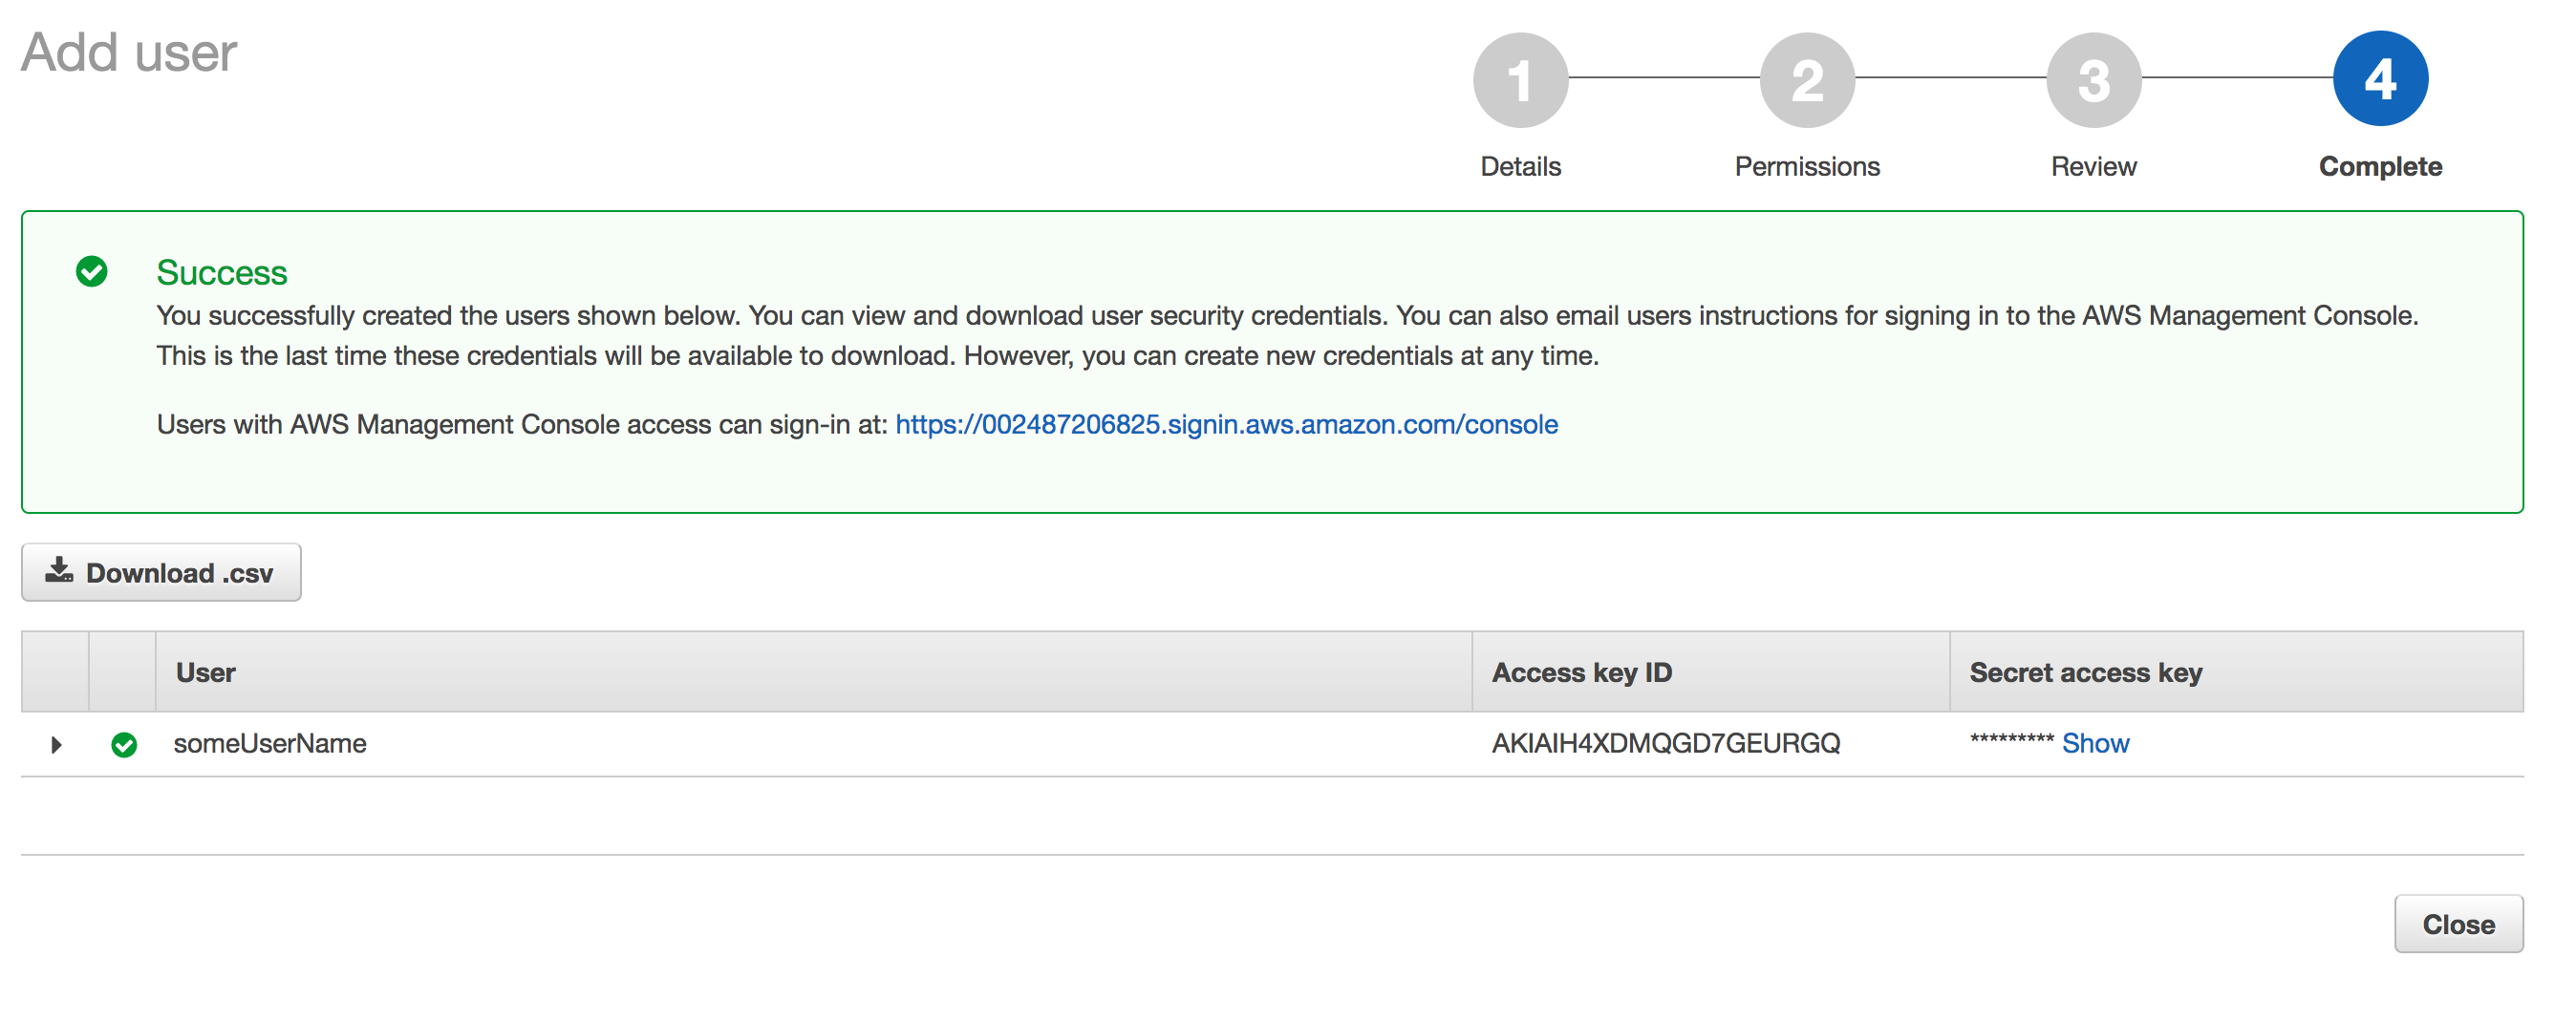 Add user
1
2
3
4
Details
Permissions
Review
Complete
Success
You successfully created the users shown below. You can view and download user security credentials. You can also email users instructions for signing in to the AWS Management Console.
This is the last time these credentials will be available to download. However, you can create new credentials at any time.
Users with AWS Management Console access can sign-in at: https://002487206825.signin.aws.amazon.com/console
Download .csv
User
Access key ID
Secret access key
someUserName
AKIAIH4XDMQGD7GEURGQ
********* Show
Close